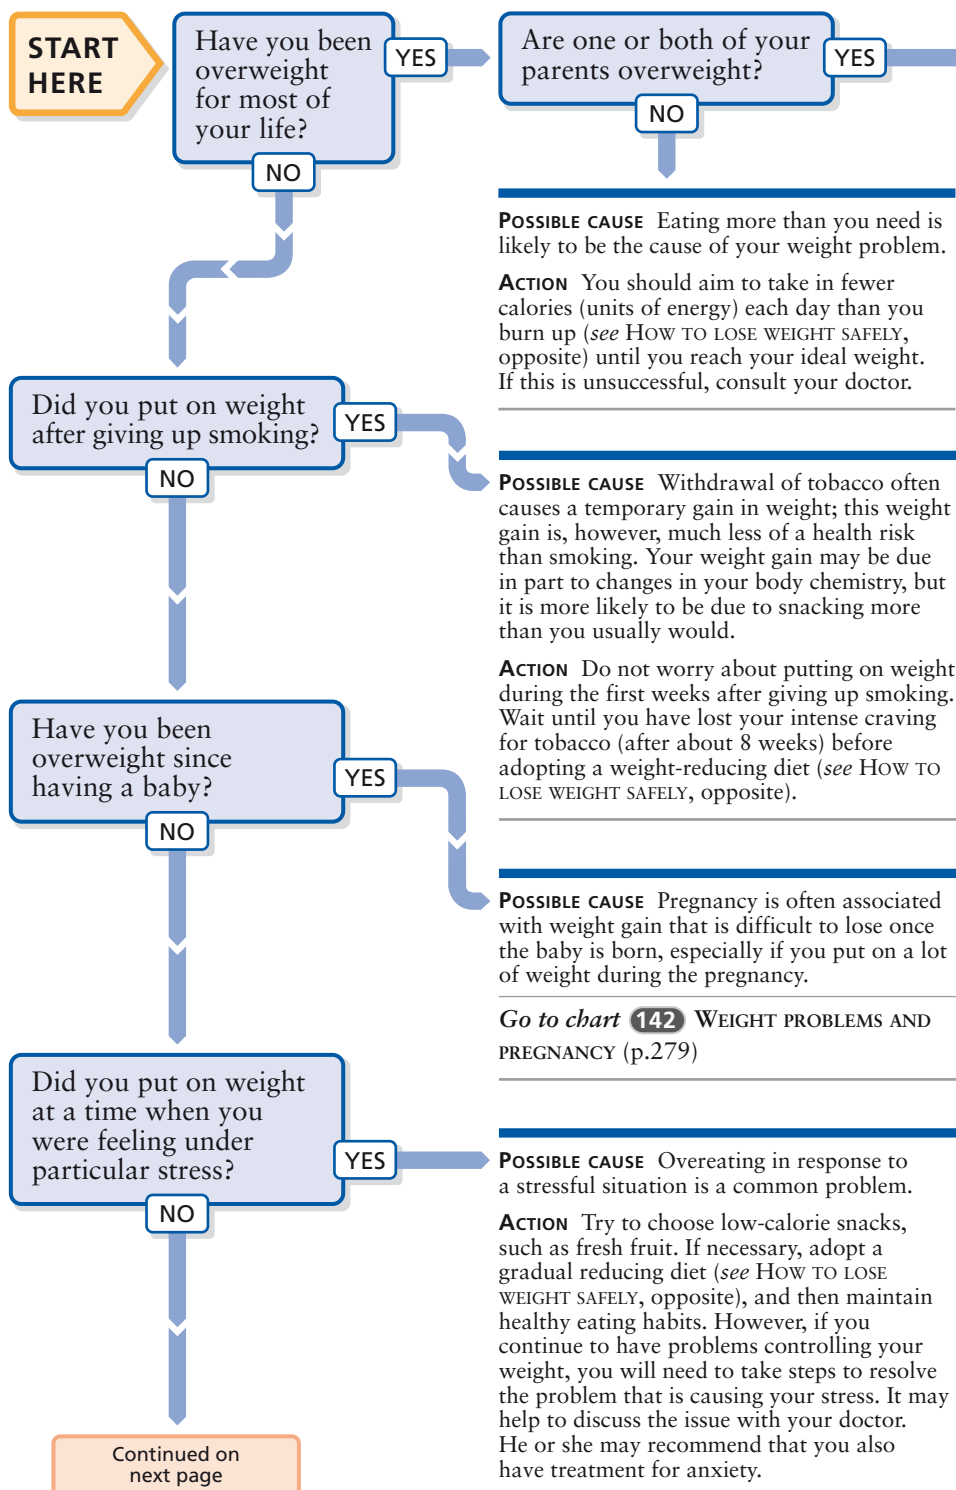 START
HERE
Have you been
overweight
for most of
your life?
YES
NO
Are one or both of your
parents overweight?
YES
NO
POSSIBLE CAUSE Eating more than you need is
likely to be the cause of your weight problem.
ACTION You should aim to take in fewer
calories (units of energy) each day than you
burn up (see HOW TO LOSE WEIGHT SAFELY,
opposite) until you reach your ideal weight.
If this is unsuccessful, consult your doctor.
Did you put on weight
after giving up smoking?
YES
NO
POSSIBLE CAUSE Withdrawal of tobacco often
causes a temporary gain in weight; this weight
gain is, however, much less of a health risk
than smoking. Your weight gain may be due
in part to changes in your body chemistry, but
it is more likely to be due to snacking more
than you usually would.
ACTION Do not worry about putting on weight
during the first weeks after giving up smoking.
Wait until you have lost your intense craving
for tobacco (after about 8 weeks) before
adopting a weight-reducing diet (see HOW TO
LOSE WEIGHT SAFELY, opposite).
Have you been
overweight since
having a baby?
YES
NO
POSSIBLE CAUSE Pregnancy is often associated
with weight gain that is difficult to lose once
the baby is born, especially if you put on a lot
of weight during the pregnancy.
Go to chart 142 WEIGHT PROBLEMS AND
PREGNANCY (p.279)
Did you put on weight
at a time when you
were feeling under
particular stress?
YES
NO
POSSIBLE CAUSE Overeating in response to
a stressful situation is a common problem.
ACTION Try to choose low-calorie snacks,
such as fresh fruit. If necessary, adopt a
gradual reducing diet (see HOW TO LOSE
WEIGHT SAFELY, opposite), and then maintain
healthy eating habits. However, if you
continue to have problems controlling your
weight, you will need to take steps to resolve
the problem that is causing your stress. It may
help to discuss the issue with your doctor.
He or she may recommend that you also
have treatment for anxiety.
Continued on
next page